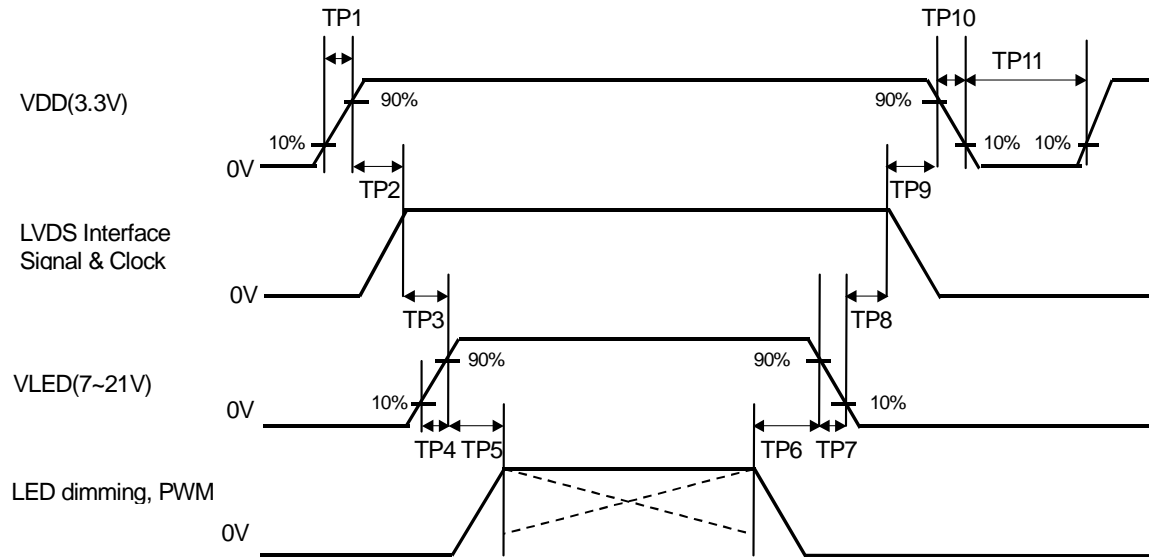 TP1
TP10
TP11
VDD(3.3V)
90%
90%
10%
10%
10%
0V
TP2
TP9
LVDS Interface
Signal & Clock
0V
TP3
TP8
VLED(7~21V)
90%
90%
10%
10%
0V
TP4
TP5
TP6
TP7
LED dimming, PWM
0V